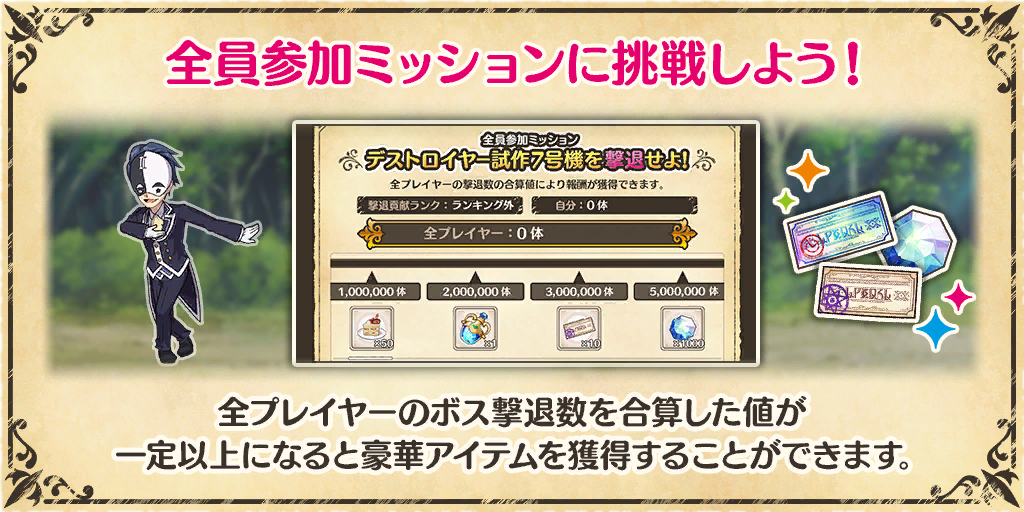 全員参加ミッションに挑戦しよう！
全員参加ミッション
デストロイヤー試作7号機を撃退せよ!
全プレイヤーの撃退数の合算値により報酬が獲得できます。
撃退貢献ランク：ランキング外
自分：0 体
全プレイヤー：0 体
1,000,000 体
2,000,000 体
3,000,000 体
5,000,000 体
x50
x1
x10
x1000
全プレイヤーのボス撃退数を合算した値が
一定以上になると豪華アイテムを獲得することができます。